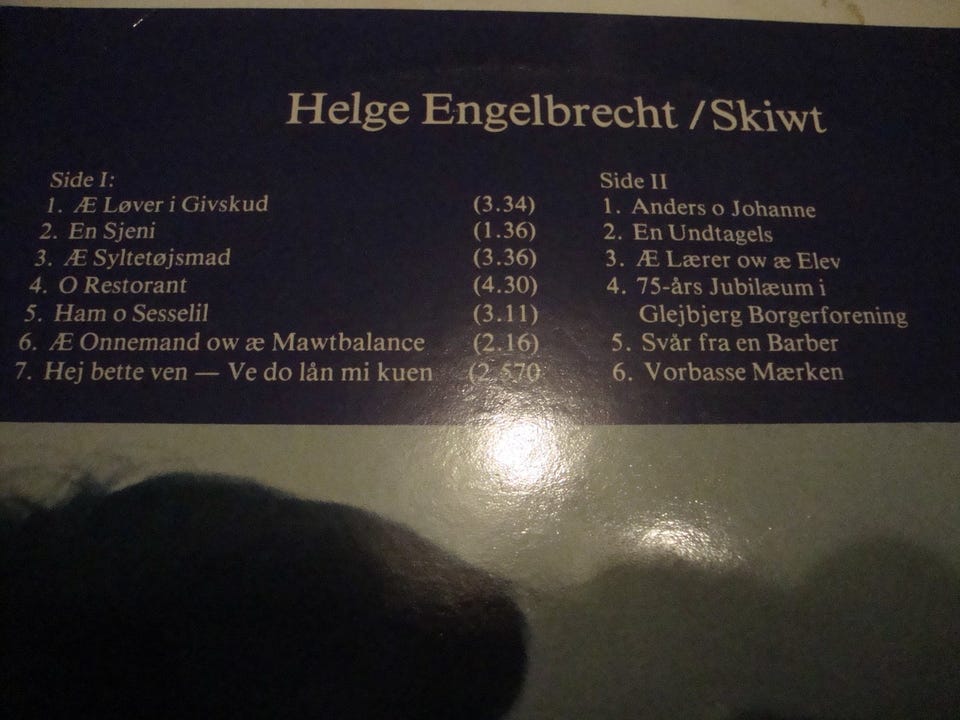 Helge Engelbrecht / Skiwt
Side I:
1. Æ Løver i Givskud (3.34)
2. En Sjeni (1.36)
3. Æ Syltetøjsmad (3.36)
4. O Restorant (4.30)
5. Ham o Sesselil (3.11)
6. Æ Onnemand ow æ Mawtbalance (2.16)
7. Hej bette ven — Ve do lån mi kuen (2.570
Side II
1. Anders o Johanne
2. En Undtagels
3. Æ Lærer ow æ Elev
4. 75-års Jubilæum i
Glejbjerg Borgerforening
5. Svår fra en Barber
6. Vorbasse Mærken